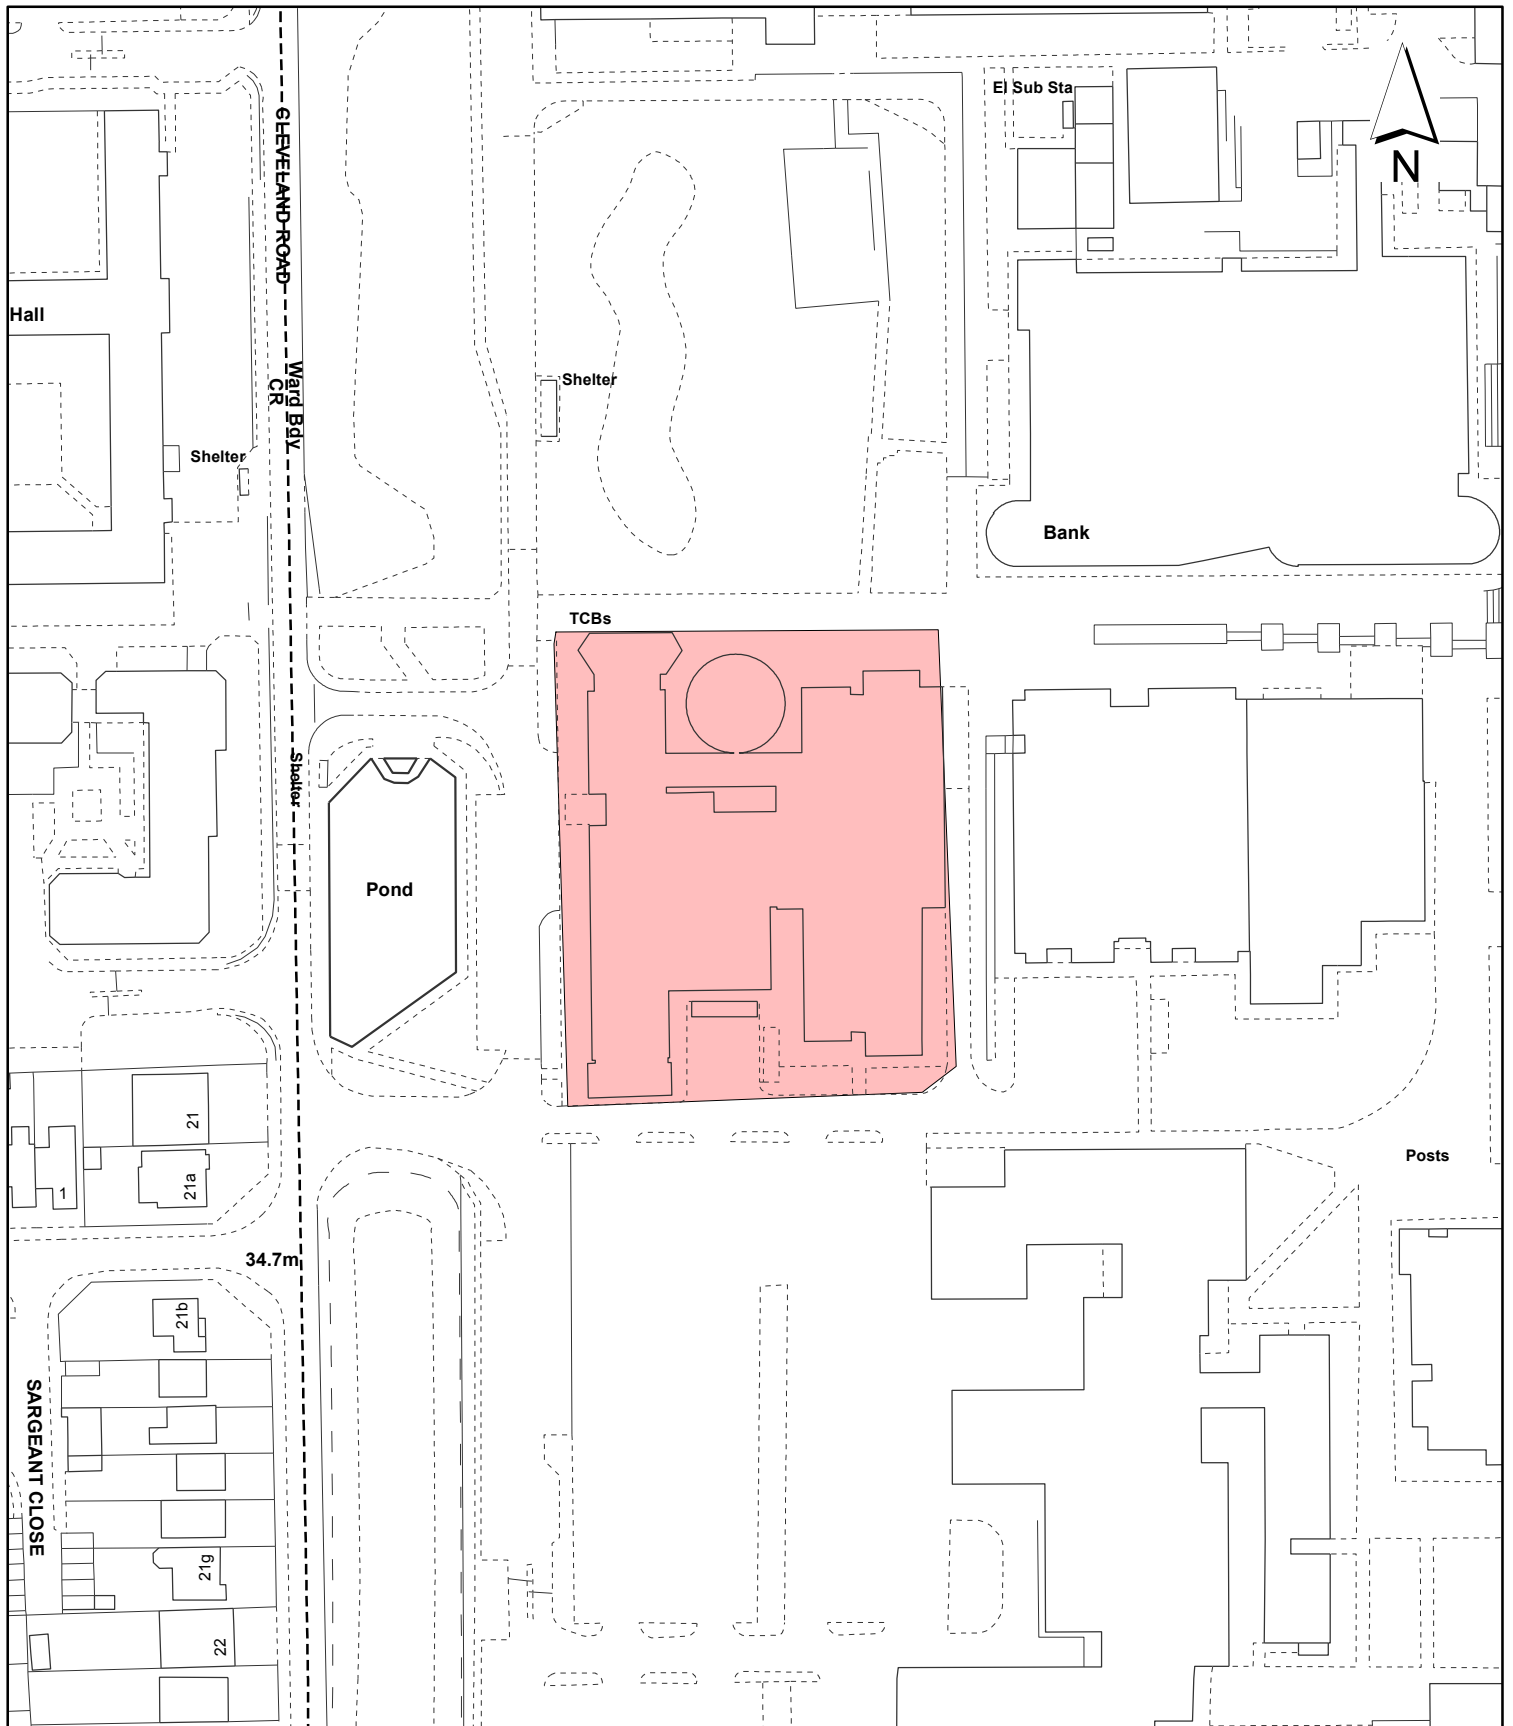 El Sub Sta
N
CLEVELAND ROAD
Hall
Ward Bdy
CR
Shelter
Shelter
Bank
TCBs
Shelter
Pond
21
21a
1
Posts
34.7m
21b
SARGEANT CLOSE
21g
22